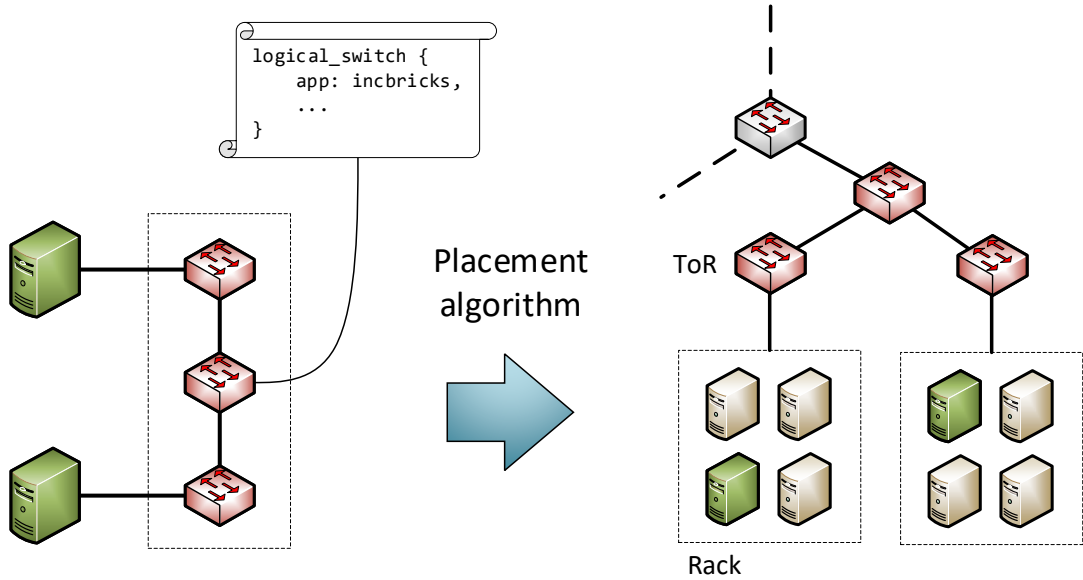 logical_switch {
    app: incbricks,
    ...
}
Placement
algorithm
ToR
Rack